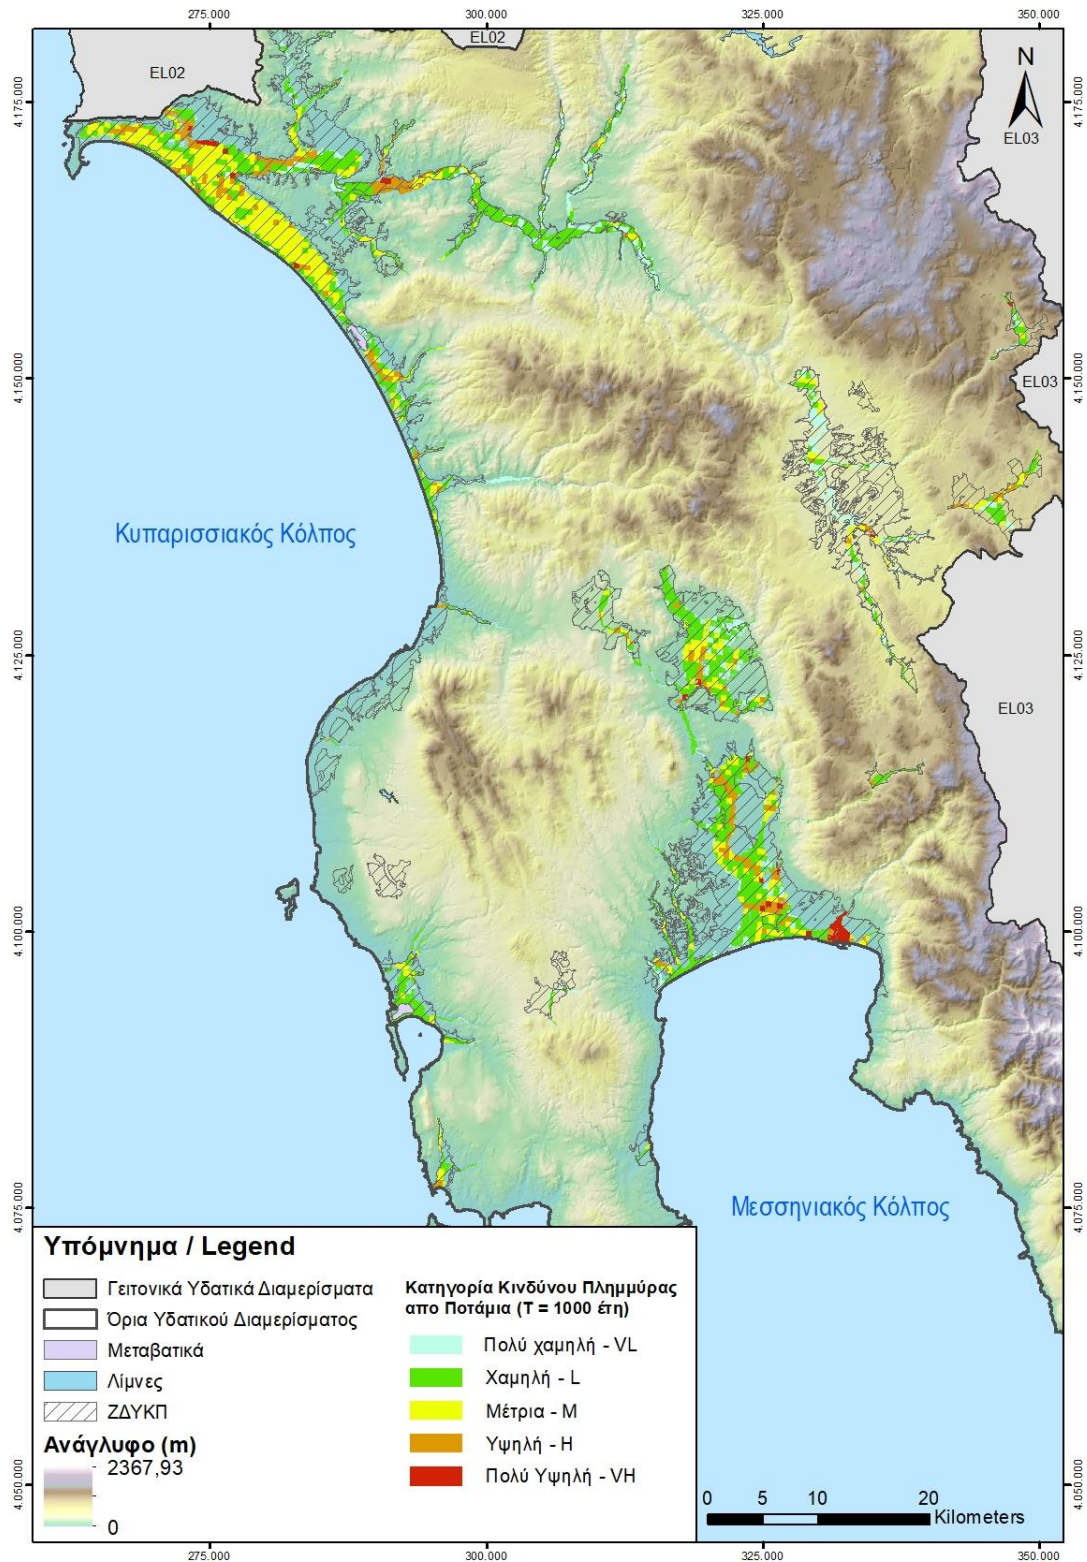 275.000 300.000 325.000 350.000
EL02
EL02
N
4.175.000 4.175.000
EL03
4.150.000 4.150.000
EL03
Κυπαρισσιακός Κόλπος
4.125.000 4.125.000
EL03
4.100.000 4.100.000
Μεσσηνιακός Κόλπος
4.075.000 4.075.000
Υπόμνημα / Legend
Γειτονικά Υδατικά Διαμερίσματα
Όρια Υδατικού Διαμερίσματος
Μεταβατικά
Λίμνες
ΖΔΥΚΠ
Ανάγλυφο (m)
2367,93
0
Κατηγορία Κινδύνου Πλημμύρας
απο Ποτάμια (T = 1000 έτη)
Πολύ χαμηλή - VL
Χαμηλή - L
Μέτρια - M
Υψηλή - H
Πολύ Υψηλή - VH
4.050.000 4.050.000
0 5 10 20
Kilometers
275.000 300.000 325.000 350.000